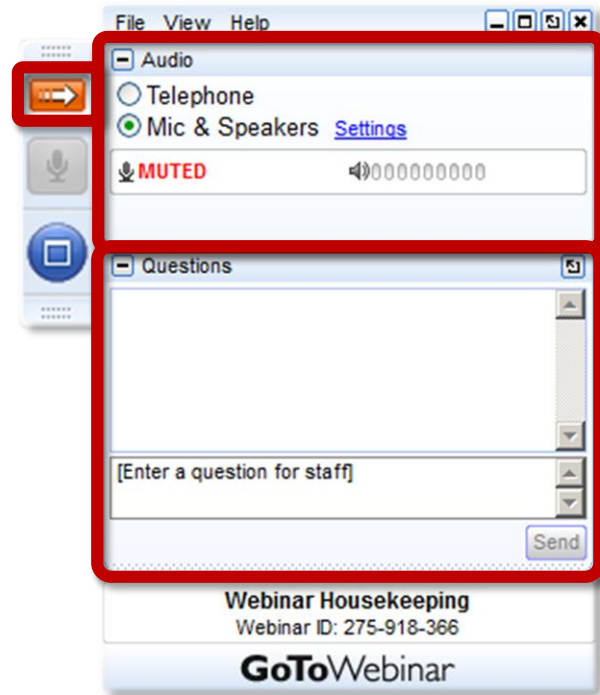 File View Help
Audio
Telephone
Mic & Speakers Settings
MUTED 000000000
Questions
[Enter a question for staff]
Send
Webinar Housekeeping
Webinar ID: 275-918-366
GoToWebinar